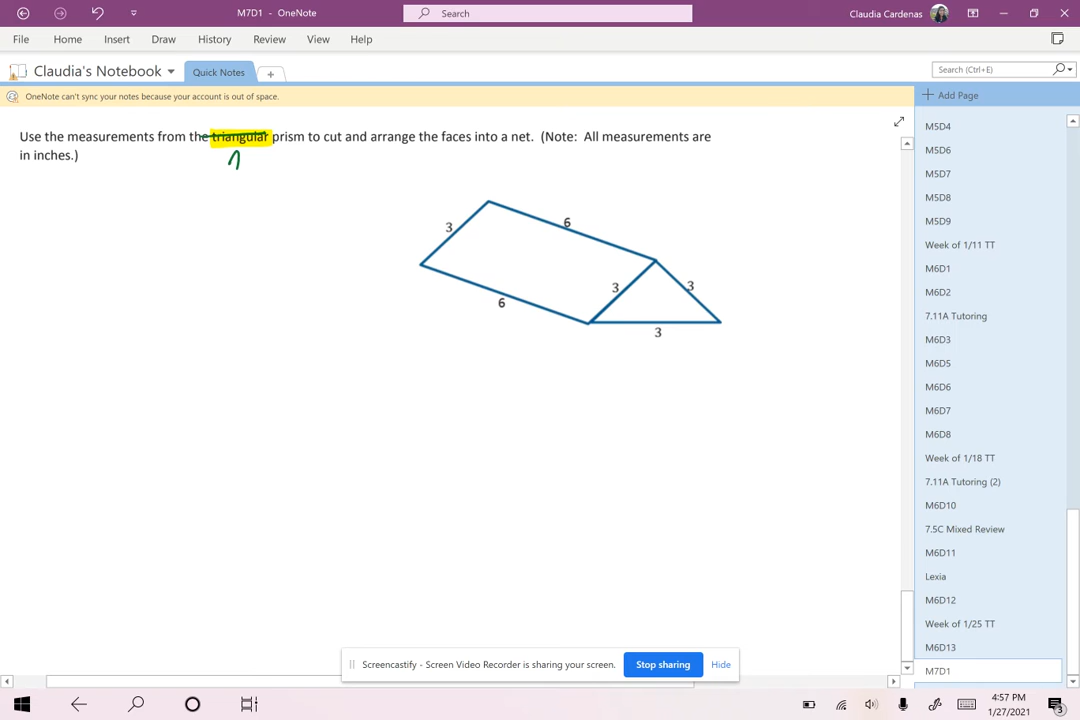 M7D1 - OneNote
Search
Claudia Cardenas
File Home Insert Draw History Review View Help
Claudia's Notebook
Quick Notes
+
Search (Ctrl+E)
OneNote can't sync your notes because your account is out of space.
+ Add Page
Use the measurements from the triangular prism to cut and arrange the faces into a net. (Note: All measurements are
in inches.)
3
6
6
3
3
3
M5D4
M5D6
M5D7
M5D8
M5D9
Week of 1/11 TT
M6D1
M6D2
7.11A Tutoring
M6D3
M6D5
M6D6
M6D7
M6D8
Week of 1/18 TT
7.11A Tutoring (2)
M6D10
7.5C Mixed Review
M6D11
Lexia
M6D12
Week of 1/25 TT
M6D13
M7D1
Screencastify - Screen Video Recorder is sharing your screen.
Stop sharing
Hide
4:57 PM
1/27/2021
3